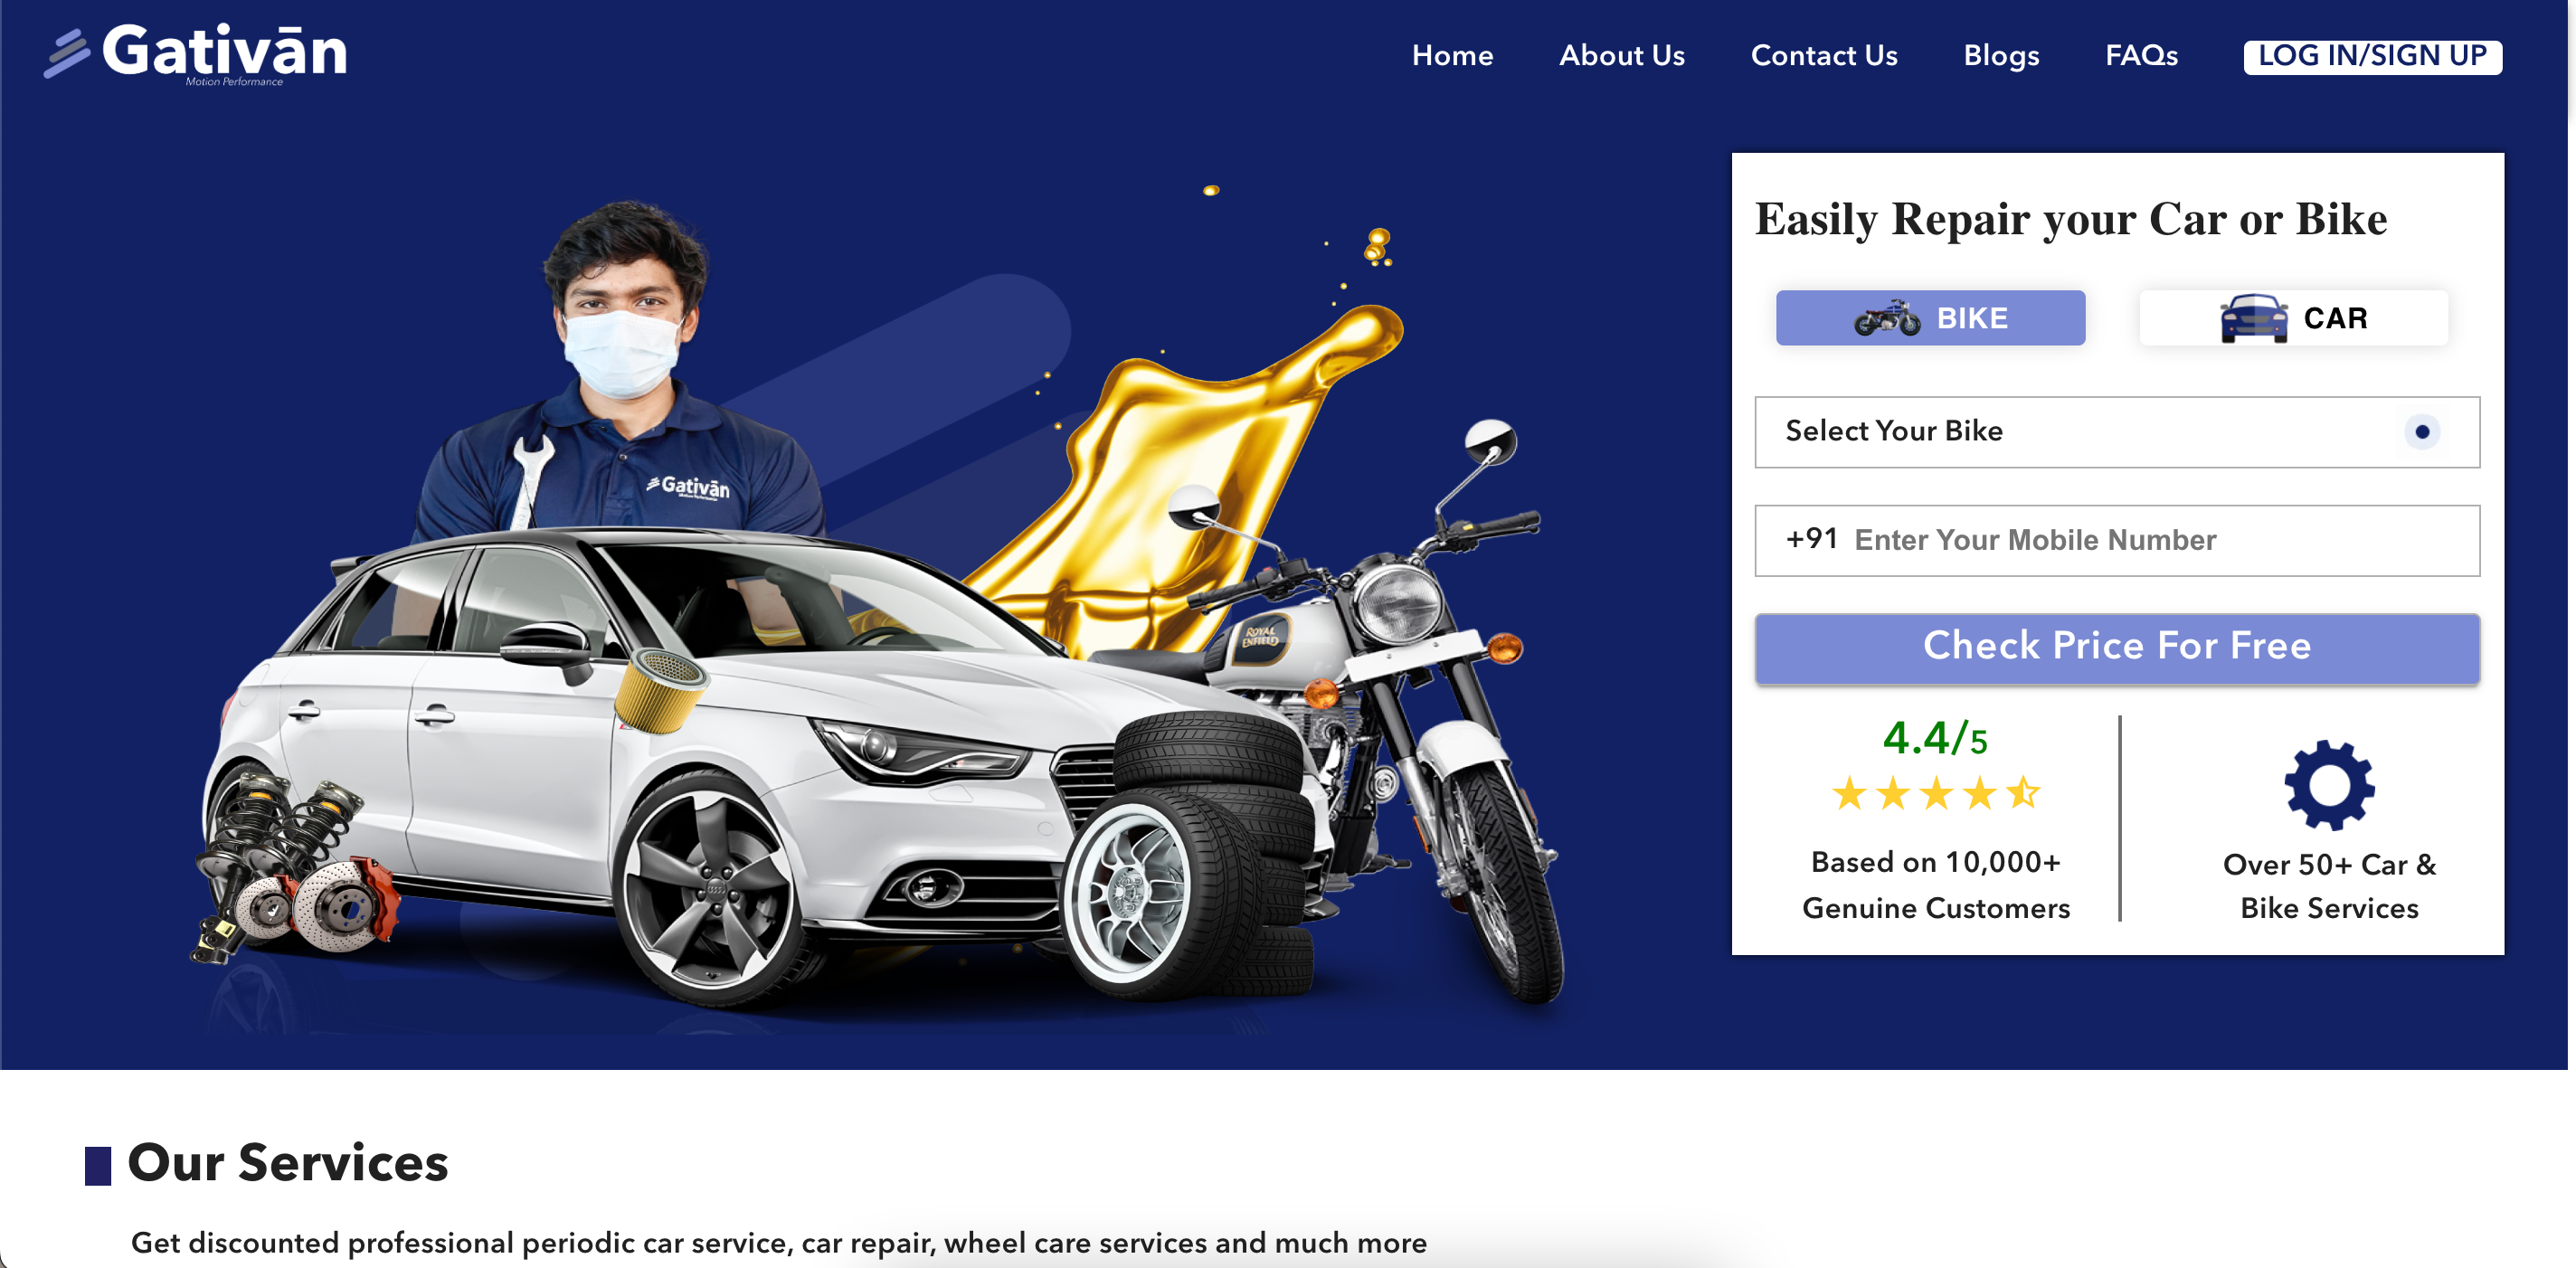 Gativān
Motion Performance
Home About Us Contact Us Blogs FAQs LOG IN/SIGN UP
Easily Repair your Car or Bike
BIKE CAR
Select Your Bike
+91 Enter Your Mobile Number
Check Price For Free
4.4/5
Based on 10,000+
Genuine Customers
Over 50+ Car &
Bike Services
Gativān
ROYAL
ENFIELD
Our Services
Get discounted professional periodic car service, car repair, wheel care services and much more